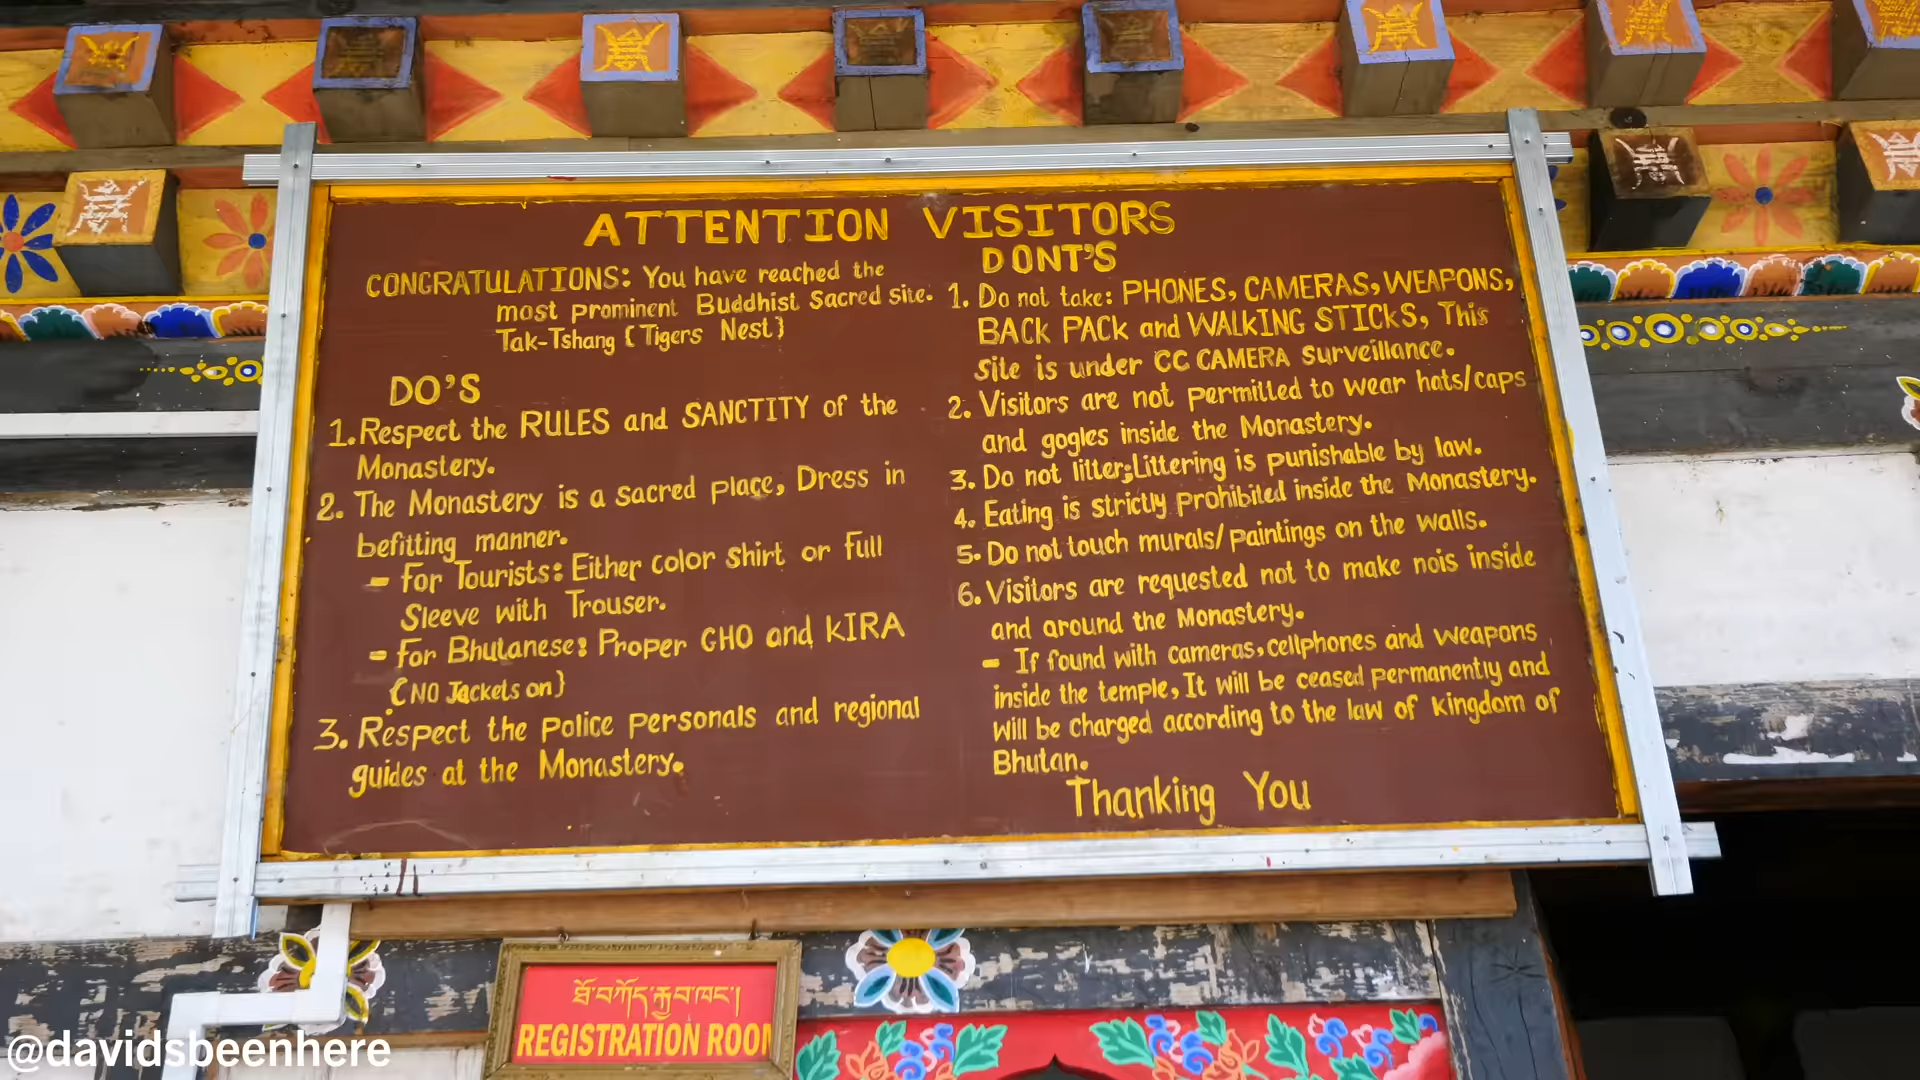 ATTENTION VISITORS
CONGRATULATIONS: You have reached the
most prominent Buddhist Sacred site.
Tak-Tshang {Tigers Nest}
DO'S
1. Respect the RULES and SANCTITY of the
Monastery.
2. The Monastery is a sacred place, Dress in
befitting manner.
- For Tourists: Either color shirt or Full
Sleeve with Trouser.
- For Bhutanese: Proper GHO and KIRA
{NO Jackets on}
3. Respect the Police Personals and regional
guides at the Monastery.
DONT'S
1. Do not take: PHONES, CAMERAS, WEAPONS,
BACK PACK and WALKING STICKS, This
Site is under CC CAMERA Surveillance.
2. Visitors are not permitted to wear hats/caps
and gogles inside the Monastery.
3. Do not litter; Littering is punishable by law.
4. Eating is strictly prohibited inside the Monastery.
5. Do not touch murals/paintings on the walls.
6. Visitors are requested not to make nois inside
and around the Monastery.
- If found with cameras, cellphones and weapons
inside the temple, It will be ceased permanently and
will be charged according to the law of kingdom of
Bhutan.
Thanking You
ཐོ་བཀོད་རྒྱབ་ཁང་།
REGISTRATION ROOM
@davidsbeenhere